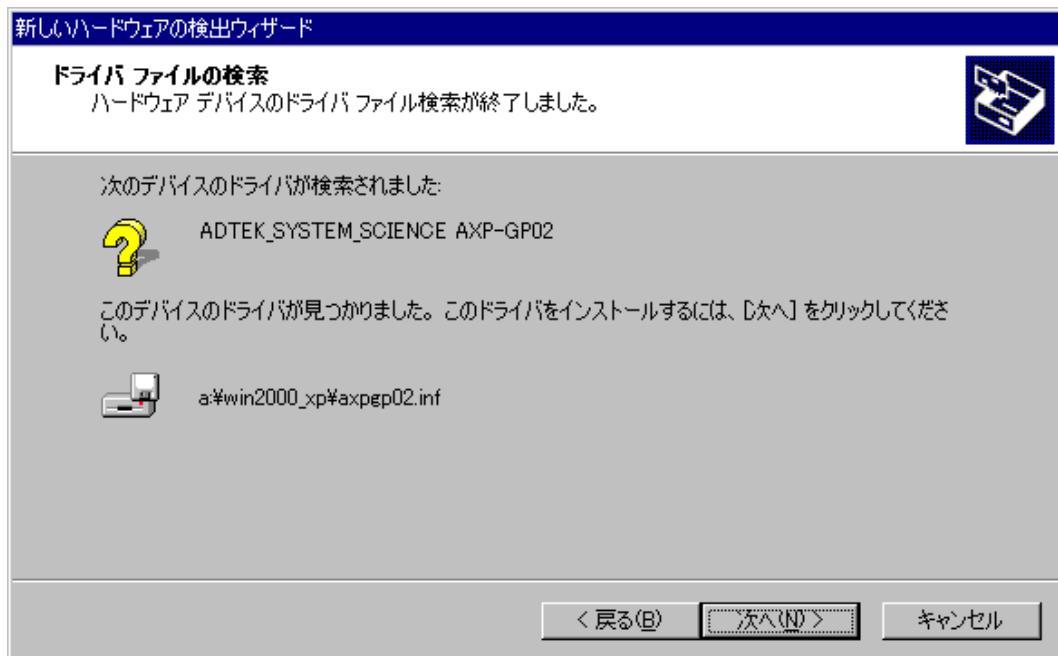 新しいハードウェアの検出ウィザード
ドライバ ファイルの検索
ハードウェア デバイスのドライバ ファイル検索が終了しました。
次のデバイスのドライバが検索されました:
ADTEK_SYSTEM_SCIENCE AXP-GP02
このデバイスのドライバが見つかりました。このドライバをインストールするには、[次へ] をクリックしてくださ
い。
a:¥win2000_xp¥axpgp02.inf
< 戻る(B)
次へ(N) >
キャンセル